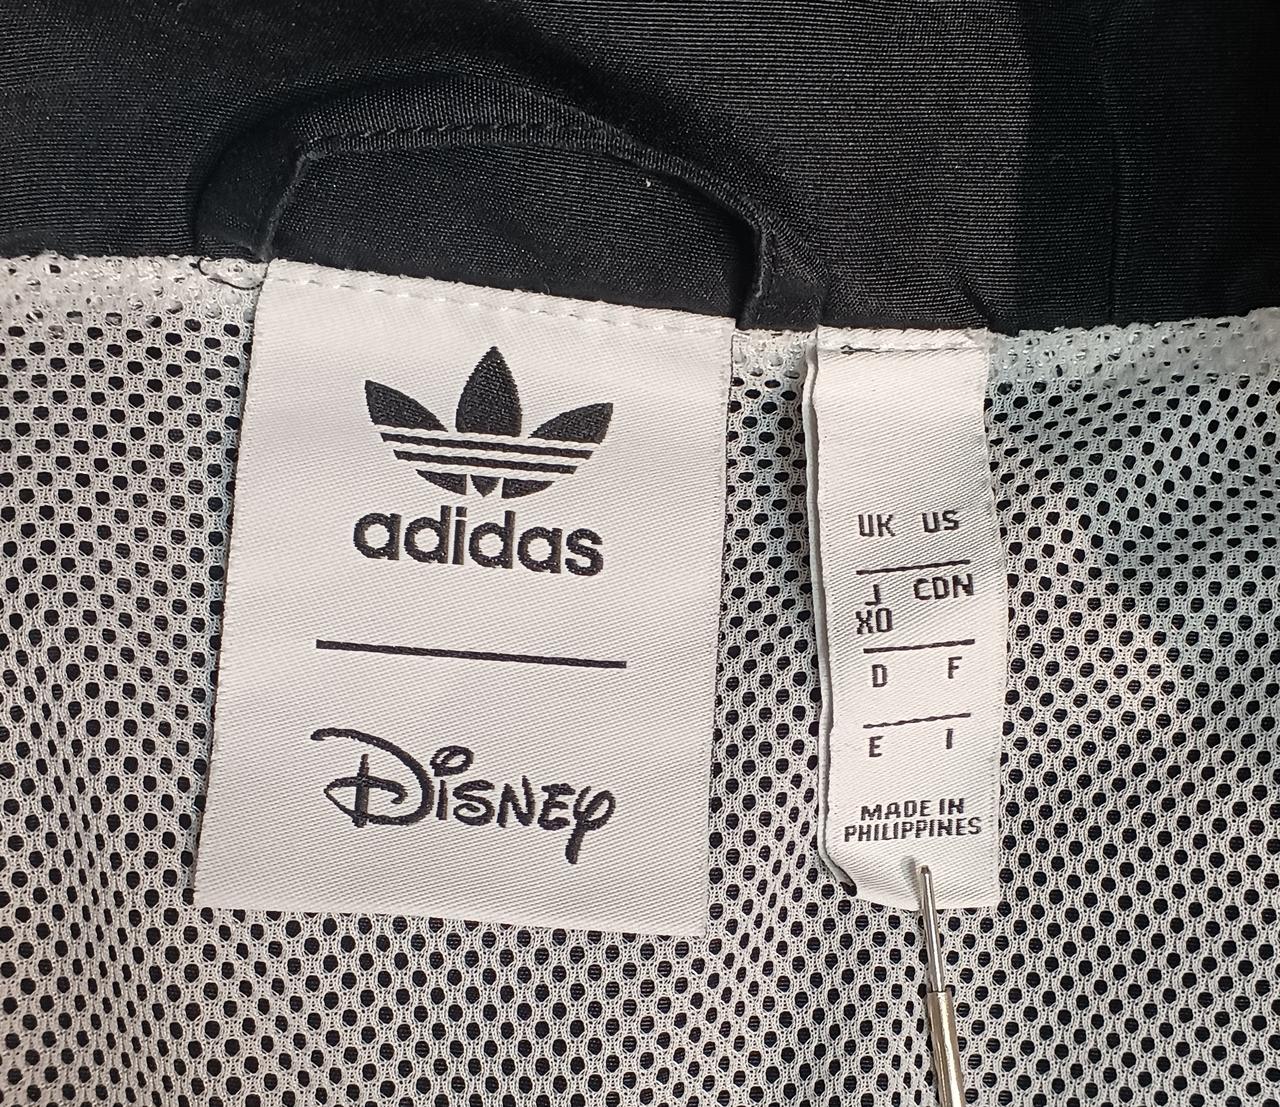 adidas
Disney
UK US
J CDN
XO
D F
E I
MADE IN
PHILIPPINES